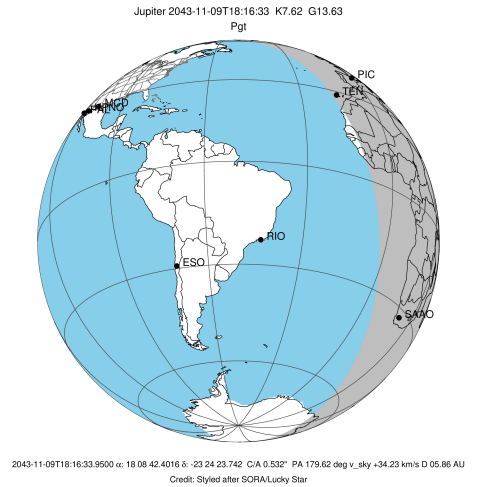 Jupiter 2043-11-09T18:16:33 K7.62 G13.63
Pgt
PIC
TEN
MCD
RIO
ESO
SAAO
2043-11-09T18:16:33.9500 α: 18 08 42.4016 δ: -23 24 23.742 C/A 0.532" PA 179.62 deg v_sky +34.23 km/s D 05.86 AU
Credit: Styled after SORA/Lucky Star